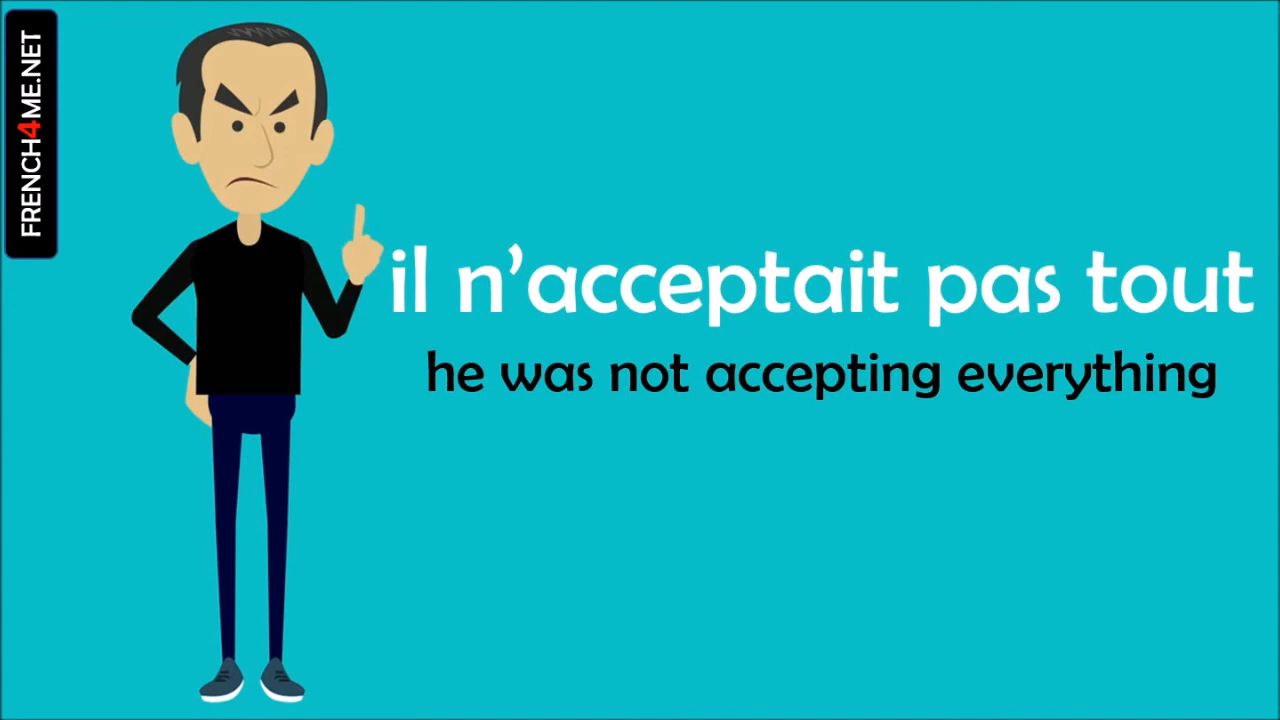 FRENCH4ME.NET
il n’acceptait pas tout
he was not accepting everything